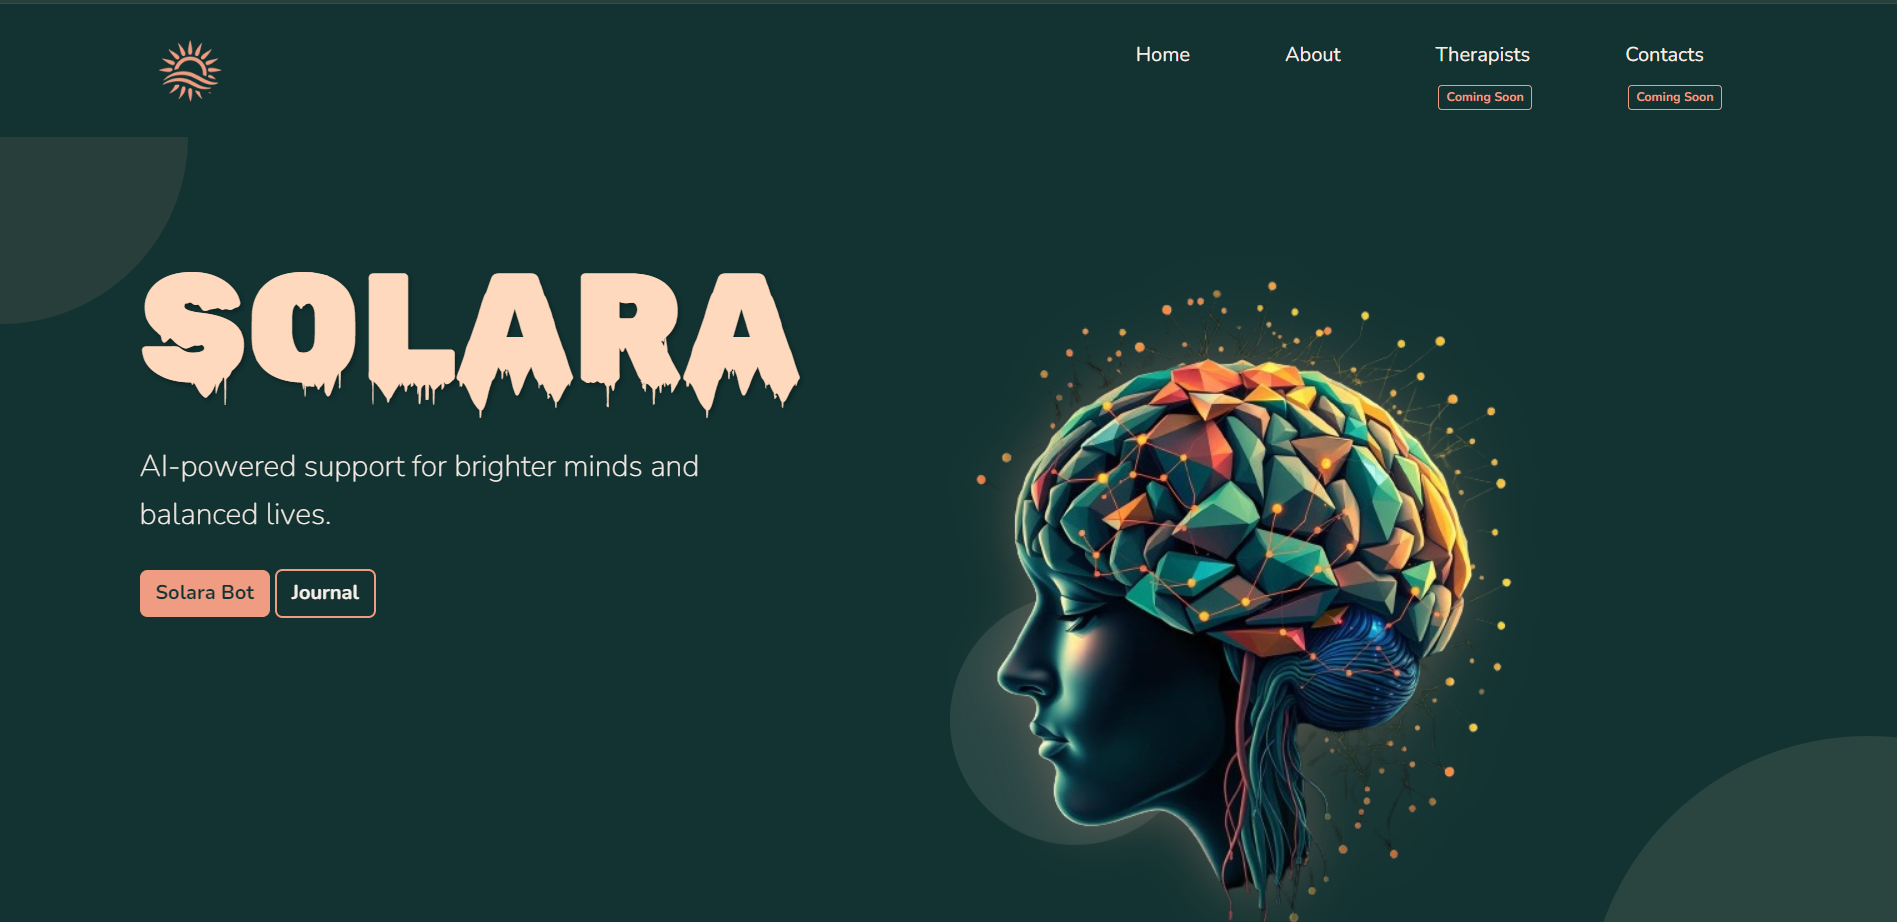 Home About Therapists Contacts
Coming Soon Coming Soon
SOLARA
AI-powered support for brighter minds and
balanced lives.
Solara Bot Journal